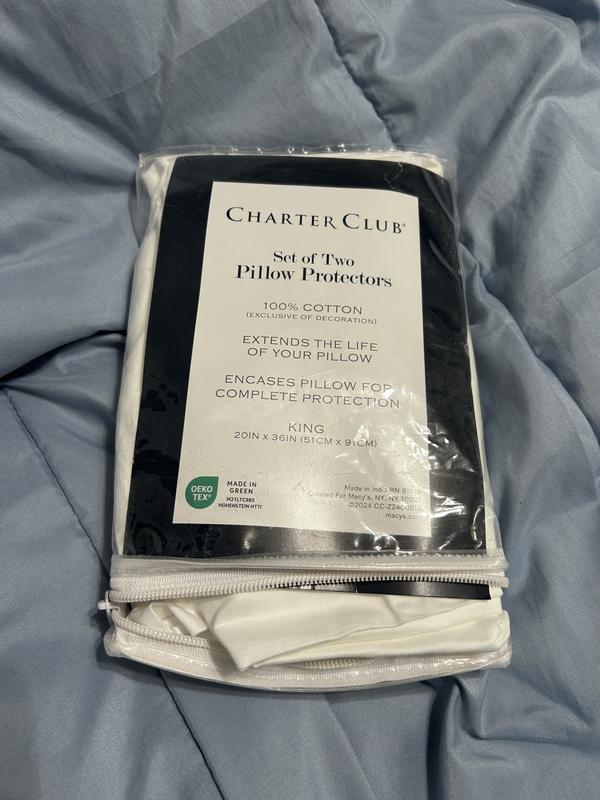 CHARTER CLUB®
Set of Two
Pillow Protectors
100% COTTON
(EXCLUSIVE OF DECORATION)
EXTENDS THE LIFE
OF YOUR PILLOW
ENCASES PILLOW FOR
COMPLETE PROTECTION
KING
20IN x 36IN (51CM x 91CM)
OEKO
TEX®
MADE IN
GREEN
M21LTC985
HOHENSTEIN HTTI
Made in India RN
Created For Macy's, NY, NY 10001
©2024
macys.com